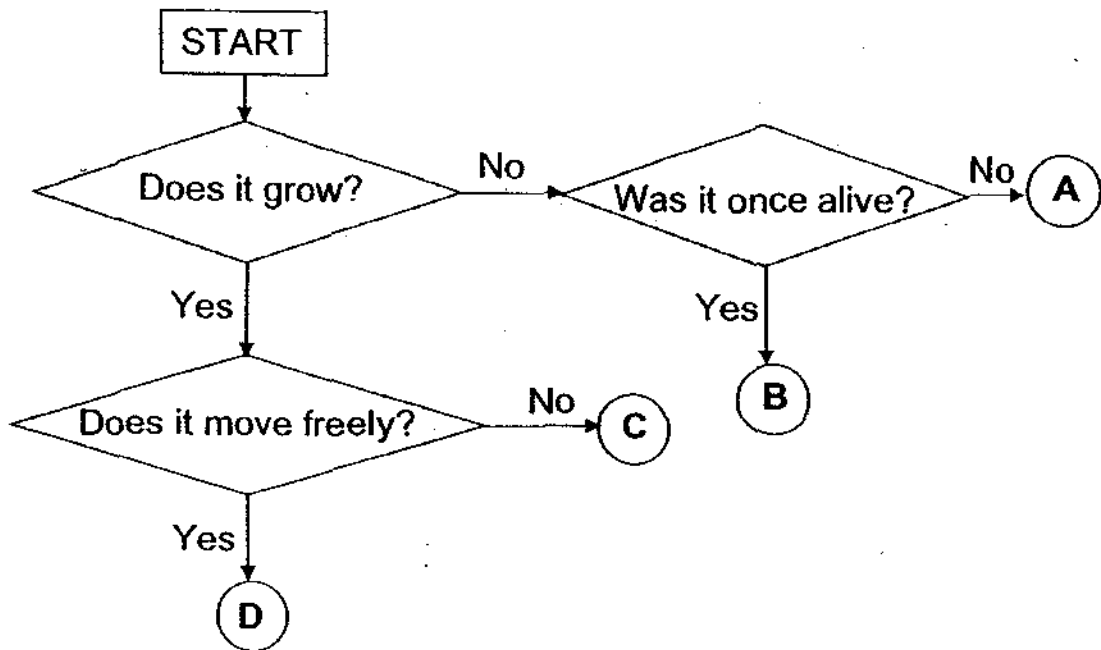 START
Does it grow?
No
Was it once alive?
No
A
Yes
Yes
B
Does it move freely?
No
C
Yes
D